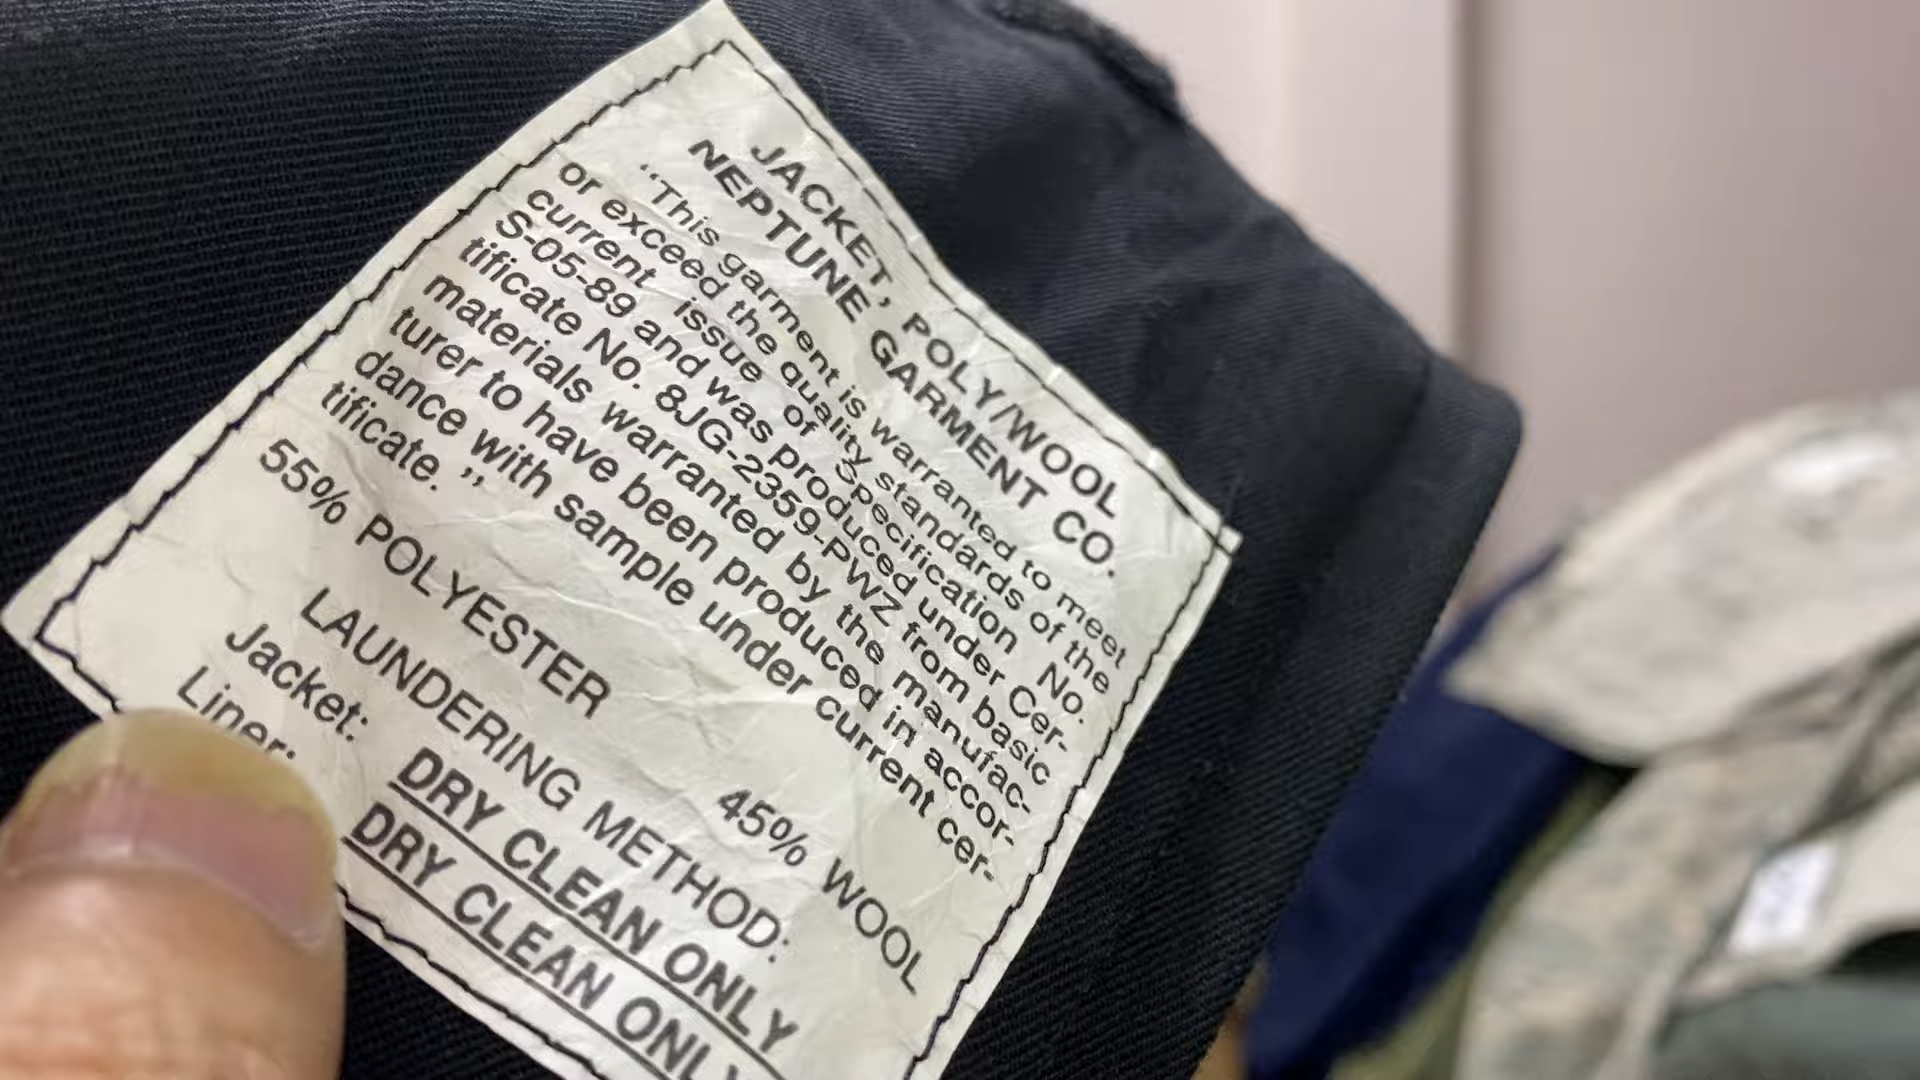 JACKET, POLY/WOOL
NEPTUNE GARMENT CO.
“This garment is warranted to meet
or exceed the quality standards of the
current issue of Specification No.
S-05-89 and was produced under Cer-
tificate No. 8JG-2359-PWZ from basic
materials warranted by the manufac-
turer to have been produced in accor-
dance with sample under current cer-
tificate.”
55% POLYESTER 45% WOOL
LAUNDERING METHOD:
Jacket: DRY CLEAN ONLY
Liner: DRY CLEAN ONLY